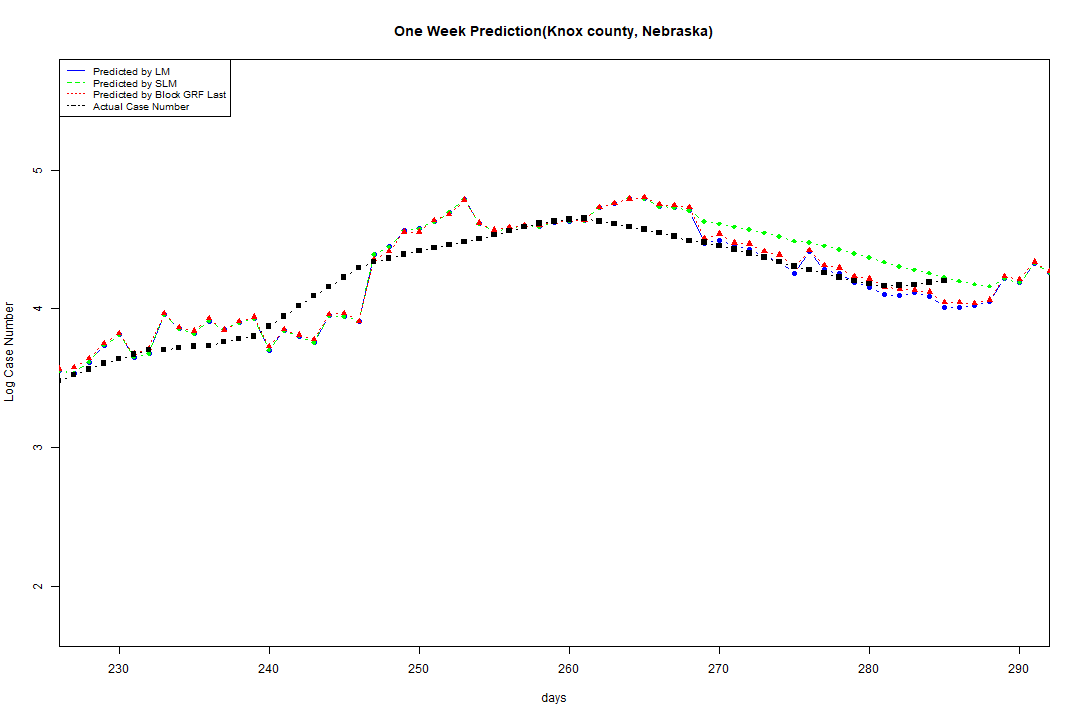 One Week Prediction(Knox county, Nebraska)
Predicted by LM
Predicted by SLM
Predicted by Block GRF Last
Actual Case Number
5
4
3
2
Log Case Number
230 240 250 260 270 280 290
days